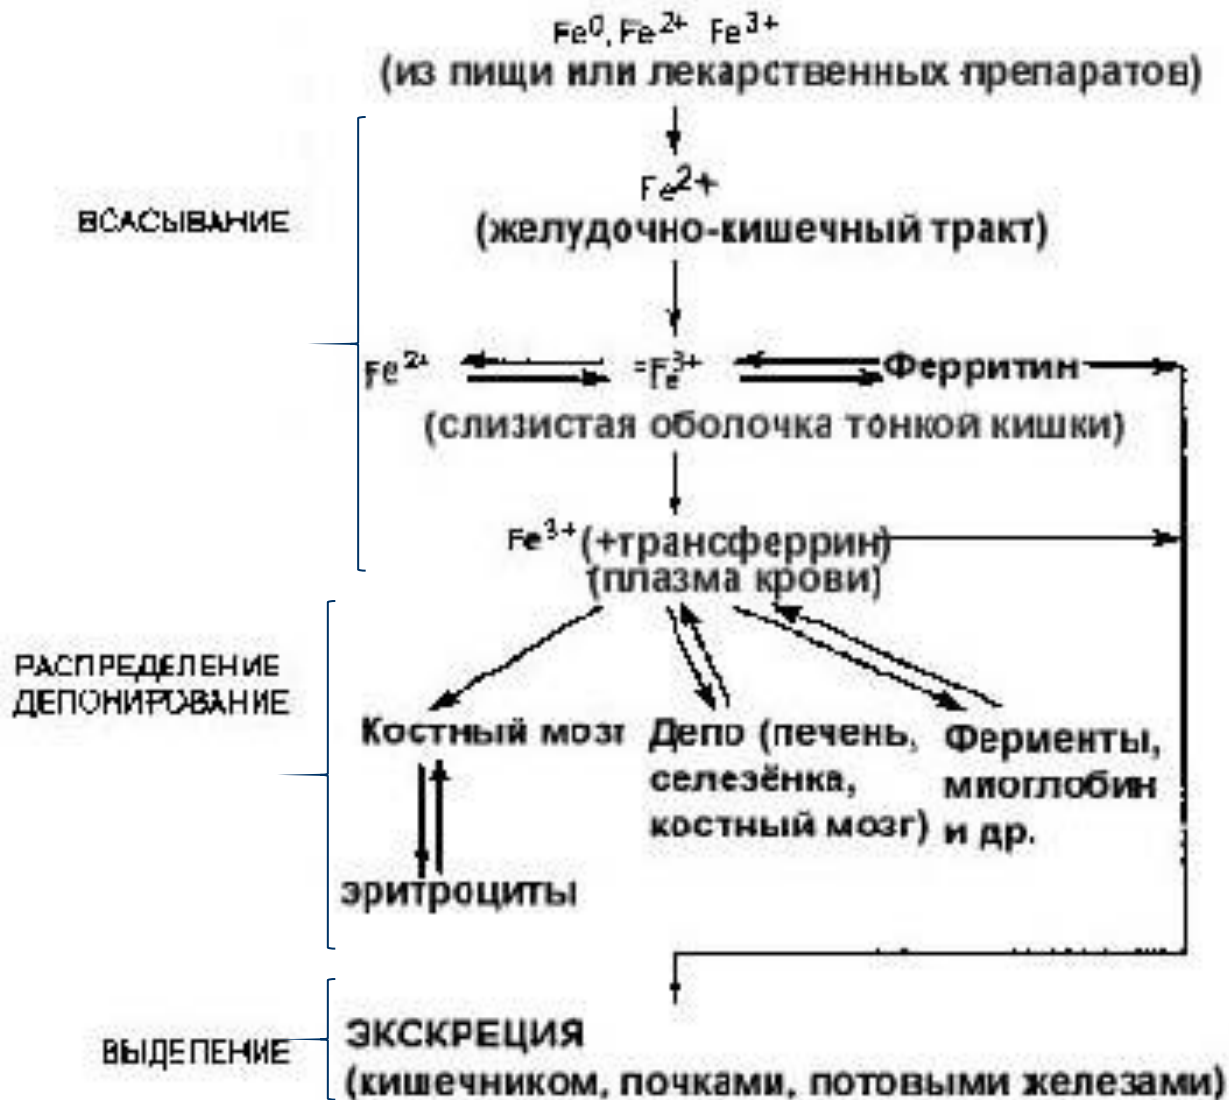 Fe⁰, Fe²⁺ Fe³⁺
(из пищи или лекарственных препаратов)
Fe²⁺
ВСАСЫВАНИЕ
(желудочно-кишечный тракт)
Fe²⁺ =Fe³⁺ Ферритин
(слизистая оболочка тонкой кишки)
Fe³⁺ (+трансферрин)
(плазма крови)
РАСПРЕДЕЛЕНИЕ
ДЕПОНИРОВАНИЕ
Костный мозг
Депо (печень,
селезёнка,
костный мозг)
Ферменты,
миоглобин
и др.
эритроциты
ВЫДЕЛЕНИЕ
ЭКСКРЕЦИЯ
(кишечником, почками, потовыми железами)